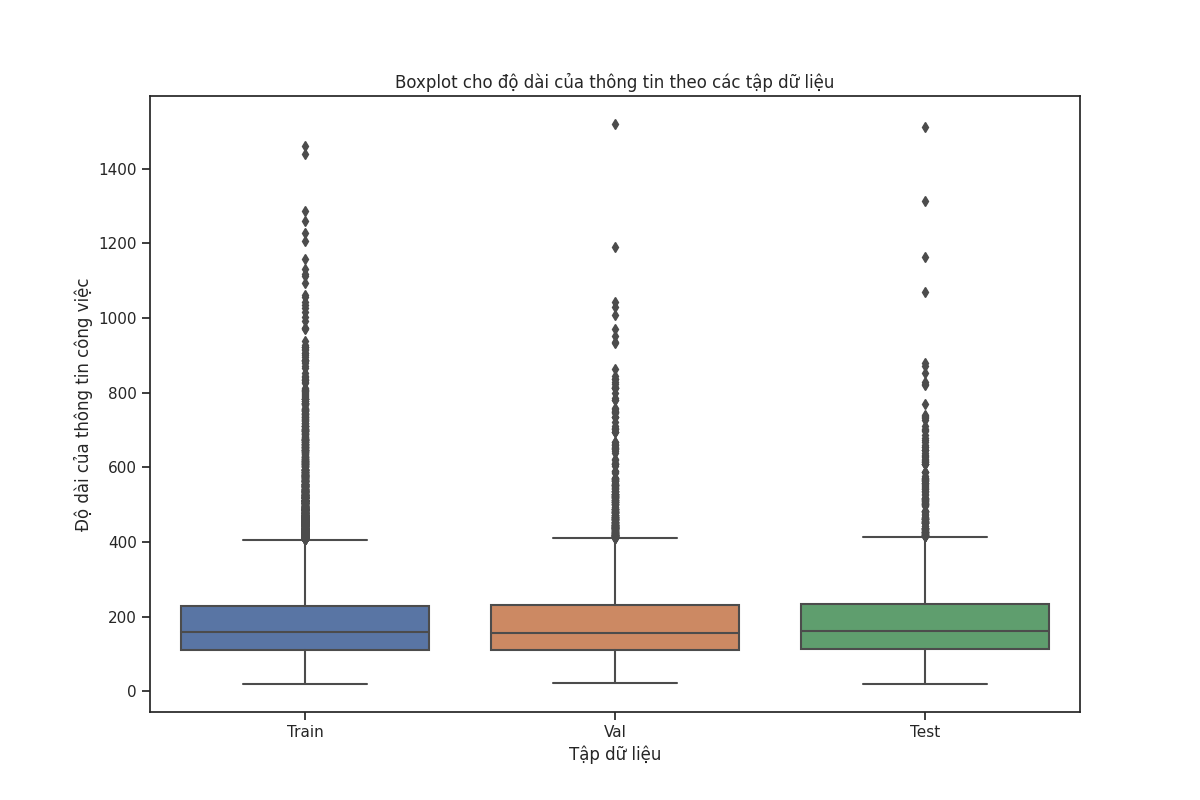 Boxplot cho độ dài của thông tin theo các tập dữ liệu
Độ dài của thông tin công việc
1400
1200
1000
800
600
400
200
0
Train Val Test
Tập dữ liệu